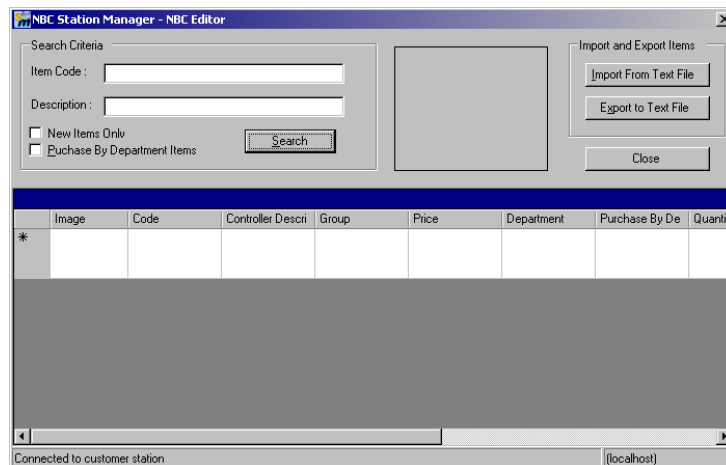 NBC Station Manager - NBC Editor
Search Criteria
Item Code :
Description :
New Items Only
Puchase By Department Items
Search
Import and Export Items
Import From Text File
Export to Text File
Close
Image Code Controller Descri Group Price Department Purchase By De Quanti
Connected to customer station (localhost)